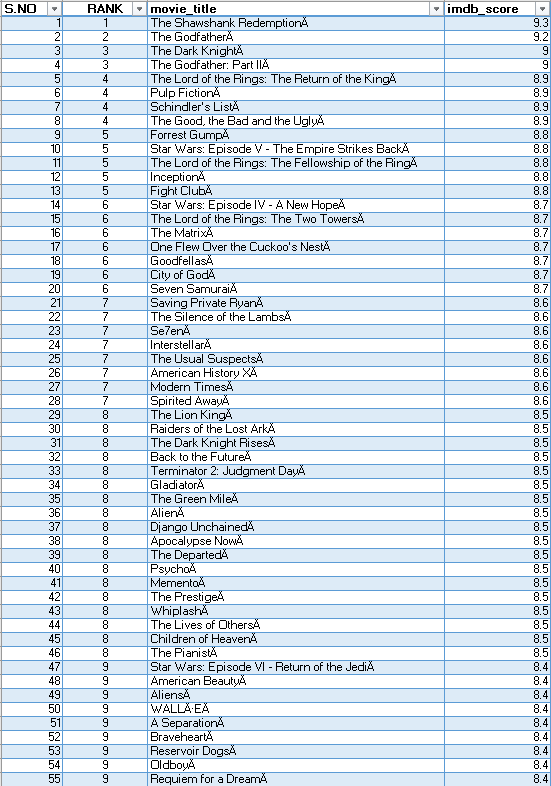 S.NO RANK movie_title imdb_score
1 1 The Shawshank RedemptionÂ 9.3
2 2 The GodfatherÂ 9.2
3 3 The Dark KnightÂ 9
4 3 The Godfather: Part IIÂ 9
5 4 The Lord of the Rings: The Return of the KingÂ 8.9
6 4 Pulp FictionÂ 8.9
7 4 Schindler's ListÂ 8.9
8 4 The Good, the Bad and the UglyÂ 8.9
9 5 Forrest GumpÂ 8.8
10 5 Star Wars: Episode V - The Empire Strikes BackÂ 8.8
11 5 The Lord of the Rings: The Fellowship of the RingÂ 8.8
12 5 InceptionÂ 8.8
13 5 Fight ClubÂ 8.8
14 6 Star Wars: Episode IV - A New HopeÂ 8.7
15 6 The Lord of the Rings: The Two TowersÂ 8.7
16 6 The MatrixÂ 8.7
17 6 One Flew Over the Cuckoo's NestÂ 8.7
18 6 GoodfellasÂ 8.7
19 6 City of GodÂ 8.7
20 6 Seven SamuraiÂ 8.7
21 7 Saving Private RyanÂ 8.6
22 7 The Silence of the LambsÂ 8.6
23 7 Se7enÂ 8.6
24 7 InterstellarÂ 8.6
25 7 The Usual SuspectsÂ 8.6
26 7 American History XÂ 8.6
27 7 Modern TimesÂ 8.6
28 7 Spirited AwayÂ 8.6
29 8 The Lion KingÂ 8.5
30 8 Raiders of the Lost ArkÂ 8.5
31 8 The Dark Knight RisesÂ 8.5
32 8 Back to the FutureÂ 8.5
33 8 Terminator 2: Judgment DayÂ 8.5
34 8 GladiatorÂ 8.5
35 8 The Green MileÂ 8.5
36 8 AlienÂ 8.5
37 8 Django UnchainedÂ 8.5
38 8 Apocalypse NowÂ 8.5
39 8 The DepartedÂ 8.5
40 8 PsychoÂ 8.5
41 8 MementoÂ 8.5
42 8 The PrestigeÂ 8.5
43 8 WhiplashÂ 8.5
44 8 The Lives of OthersÂ 8.5
45 8 Children of HeavenÂ 8.5
46 8 The PianistÂ 8.5
47 9 Star Wars: Episode VI - Return of the JediÂ 8.4
48 9 American BeautyÂ 8.4
49 9 AliensÂ 8.4
50 9 WALLÂ·EÂ 8.4
51 9 A SeparationÂ 8.4
52 9 BraveheartÂ 8.4
53 9 Reservoir DogsÂ 8.4
54 9 OldboyÂ 8.4
55 9 Requiem for a DreamÂ 8.4